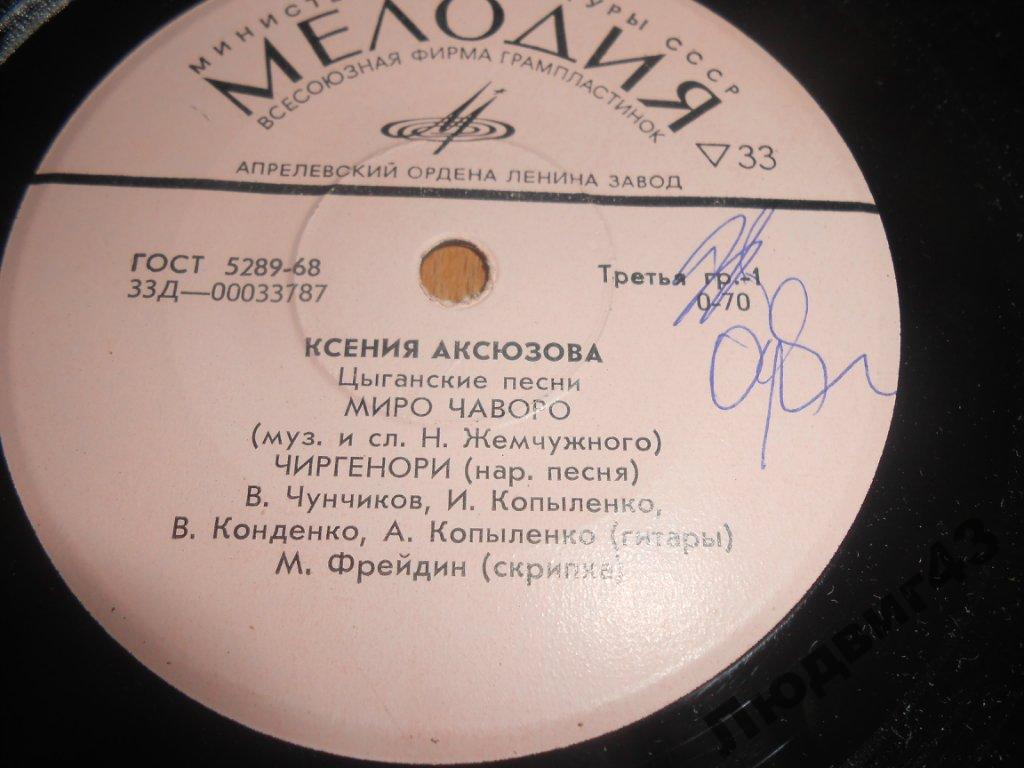 СССР
МЕЛОДИЯ
ВСЕСОЮЗНАЯ ФИРМА ГРАМПЛАСТИНОК
▽33
АПРЕЛЕВСКИЙ ОРДЕНА ЛЕНИНА ЗАВОД
ГОСТ 5289-68
33Д—00033787
Третья гр.-1
0-70
КСЕНИЯ АКСЮЗОВА
Цыганские песни
МИРО ЧАВОРО
(муз. и сл. Н. Жемчужного)
ЧИРГЕНОРИ (нар. песня)
В. Чунчиков, И. Копыленко,
В. Конденко, А. Копыленко (гитары)
М. Фрейдин (скрипка)
Людвиг43